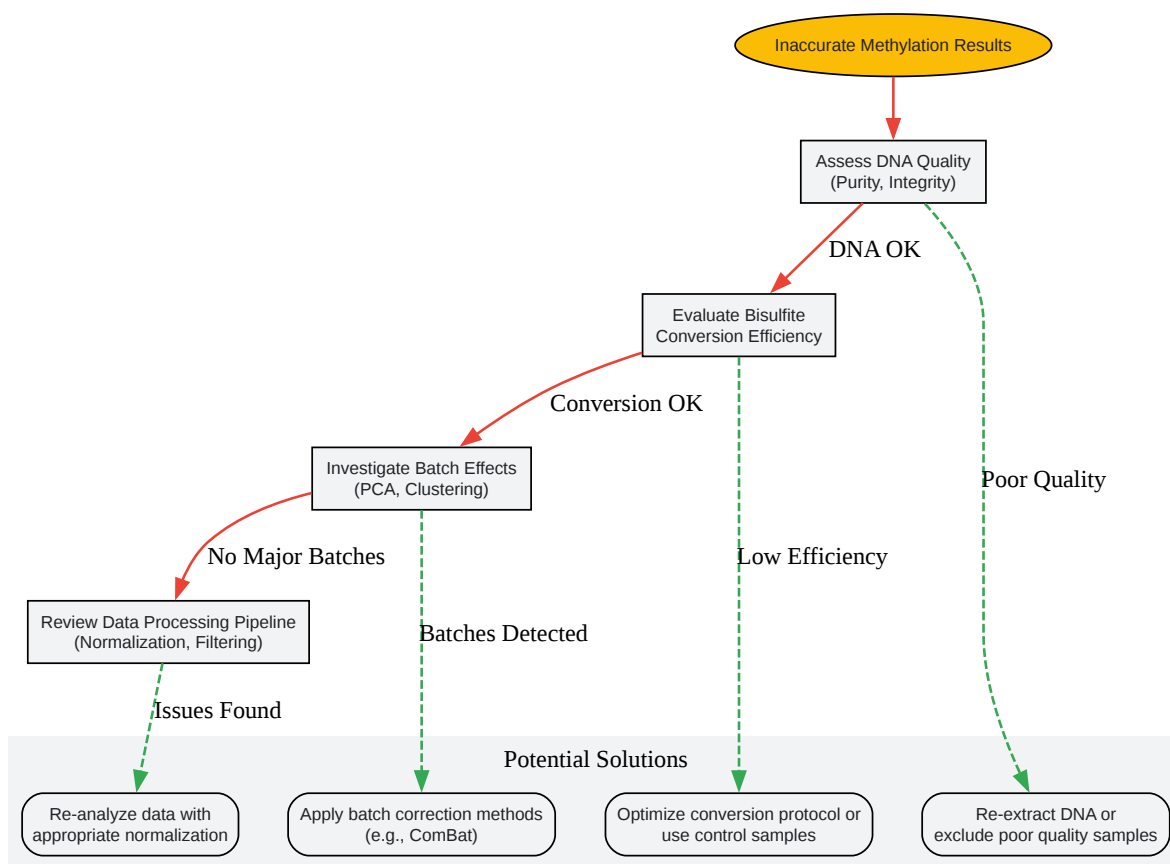 Inaccurate Methylation Results
Assess DNA Quality
(Purity, Integrity)
DNA OK
Evaluate Bisulfite
Conversion Efficiency
Conversion OK
Investigate Batch Effects
(PCA, Clustering)
Poor Quality
No Major Batches
Low Efficiency
Review Data Processing Pipeline
(Normalization, Filtering)
Batches Detected
Issues Found
Potential Solutions
Re-analyze data with
appropriate normalization
Apply batch correction methods
(e.g., ComBat)
Optimize conversion protocol or
use control samples
Re-extract DNA or
exclude poor quality samples